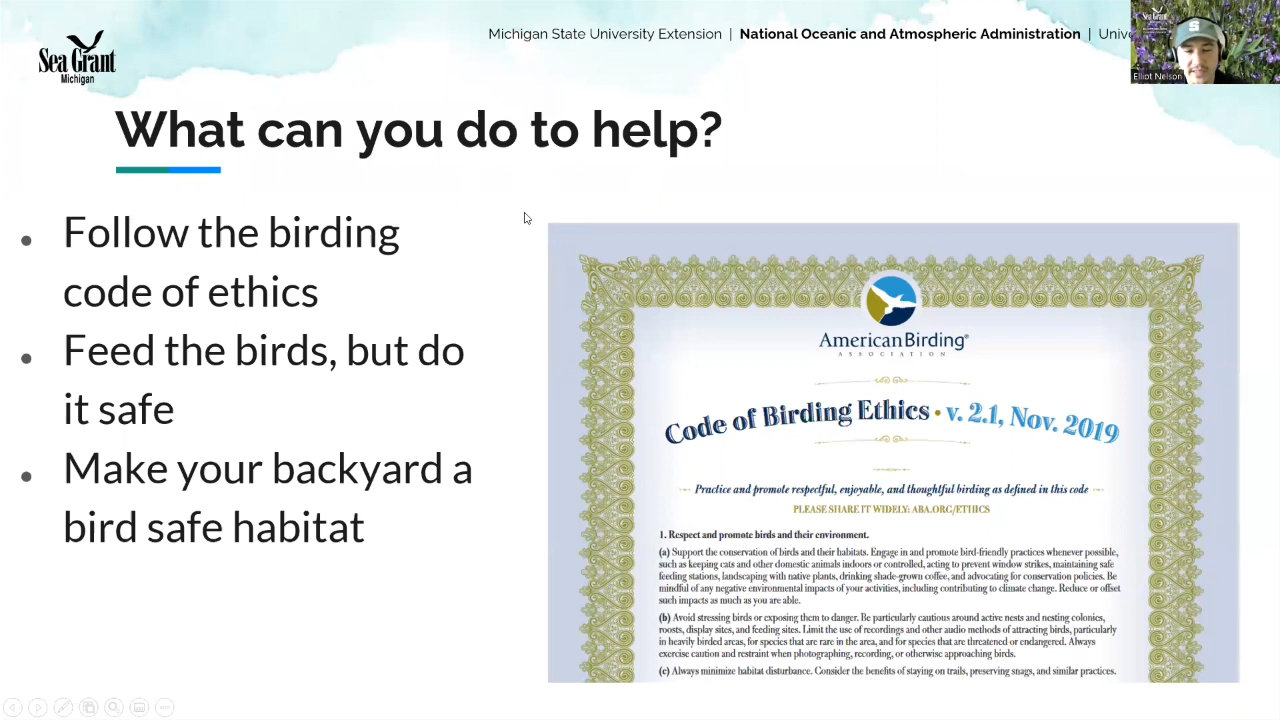 Michigan State University Extension | National Oceanic and Atmospheric Administration |
Sea Grant
Michigan
Sea Grant
S
Elliot Nelson
What can you do to help?
Follow the birding
code of ethics
Feed the birds, but do
it safe
Make your backyard a
bird safe habitat
American Birding®
ASSOCIATION
Code of Birding Ethics • v. 2.1, Nov. 2019
Practice and promote respectful, enjoyable, and thoughtful birding as defined in this code
PLEASE SHARE IT WIDELY: ABA.ORG/ETHICS
1. Respect and promote birds and their environment.
(a) Support the conservation of birds and their habitats. Engage in and promote bird-friendly practices whenever possible,
such as keeping cats and other domestic animals indoors or controlled, acting to prevent window strikes, maintaining safe
feeding stations, landscaping with native plants, drinking shade-grown coffee, and advocating for conservation policies. Be
mindful of any negative environmental impacts of your activities, including contributing to climate change. Reduce or offset
such impacts as much as you are able.
(b) Avoid stressing birds or exposing them to danger. Be particularly cautious around active nests and nesting colonies,
roosts, display sites, and feeding sites. Limit the use of recordings and other audio methods of attracting birds, particularly
in heavily birded areas, for species that are rare in the area, and for species that are threatened or endangered. Always
exercise caution and restraint when photographing, recording, or otherwise approaching birds.
(c) Always minimize habitat disturbance. Consider the benefits of staying on trails, preserving snags, and similar practices.